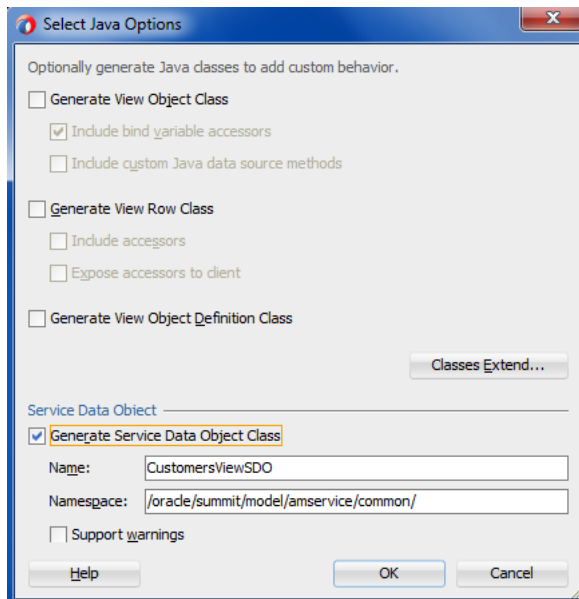 Select Java Options
Optionally generate Java classes to add custom behavior.
Generate View Object Class
Include bind variable accessors
Include custom Java data source methods
Generate View Row Class
Include accessors
Expose accessors to client
Generate View Object Definition Class
Classes Extend...
Service Data Object
Generate Service Data Object Class
Name: CustomersViewSDO
Namespace: /oracle/summit/model/amservice/common/
Support warnings
Help OK Cancel